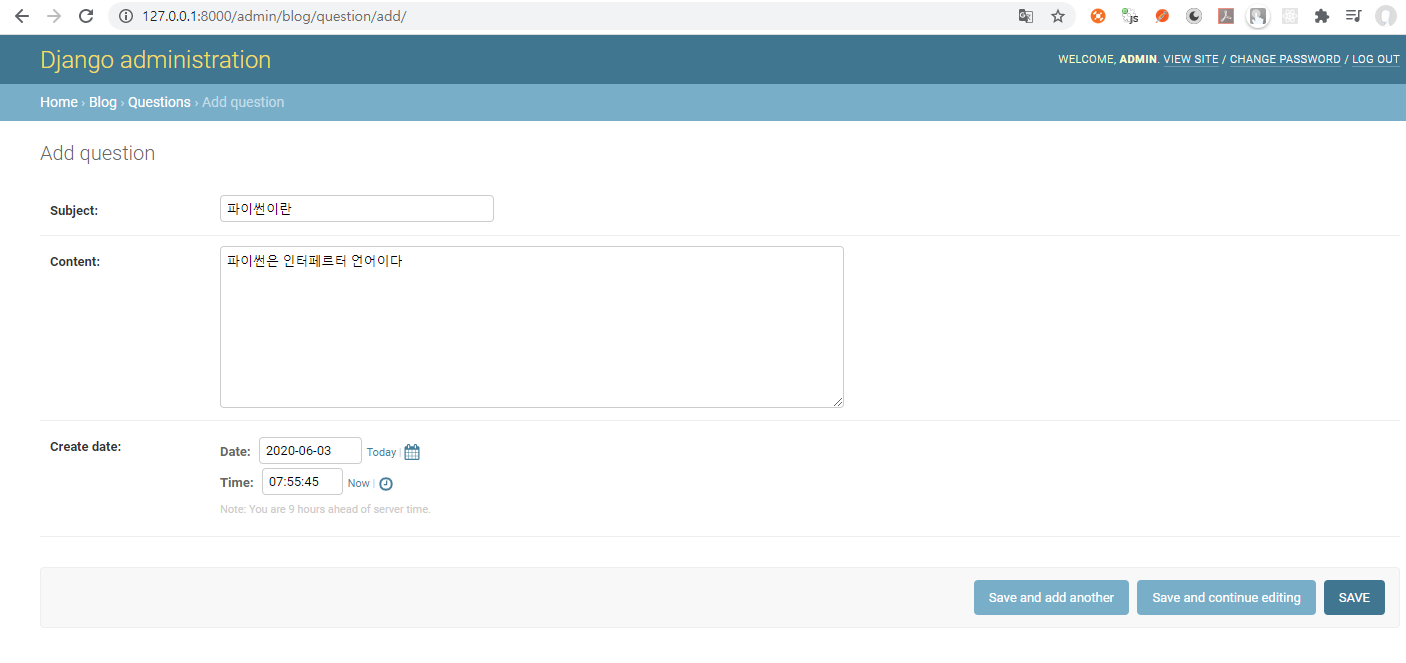 127.0.0.1:8000/admin/blog/question/add/
Django administration
WELCOME, ADMIN. VIEW SITE / CHANGE PASSWORD / LOG OUT
Home › Blog › Questions › Add question
Add question
Subject: 파이썬이란
Content: 파이썬은 인터페르터 언어이다
Create date:
Date: 2020-06-03 Today |
Time: 07:55:45 Now |
Note: You are 9 hours ahead of server time.
Save and add another Save and continue editing SAVE